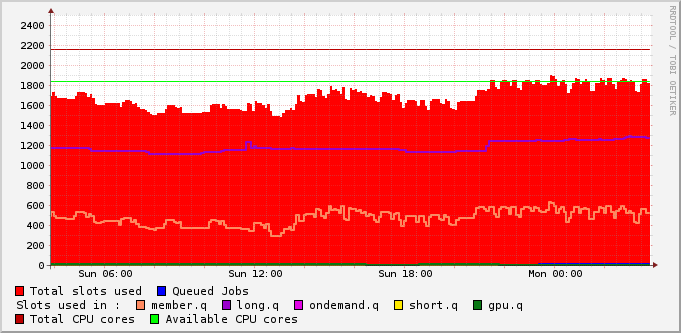 RRDTOOL / TOBI OETIKER
2400
2200
2000
1800
1600
1400
1200
1000
800
600
400
200
0
Sun 06:00 Sun 12:00 Sun 18:00 Mon 00:00
Total slots used Queued Jobs
Slots used in : member.q long.q ondemand.q short.q gpu.q
Total CPU cores Available CPU cores